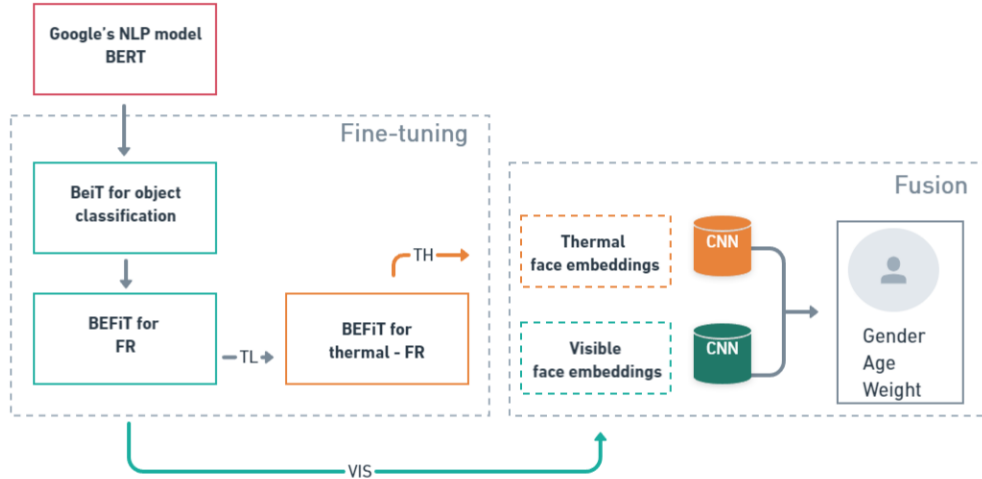 Google's NLP model
BERT
Fine-tuning
BeiT for object
classification
BEFiT for
FR
TL
BEFiT for
thermal - FR
TH
VIS
Fusion
Thermal
face embeddings
CNN
Visible
face embeddings
CNN
Gender
Age
Weight